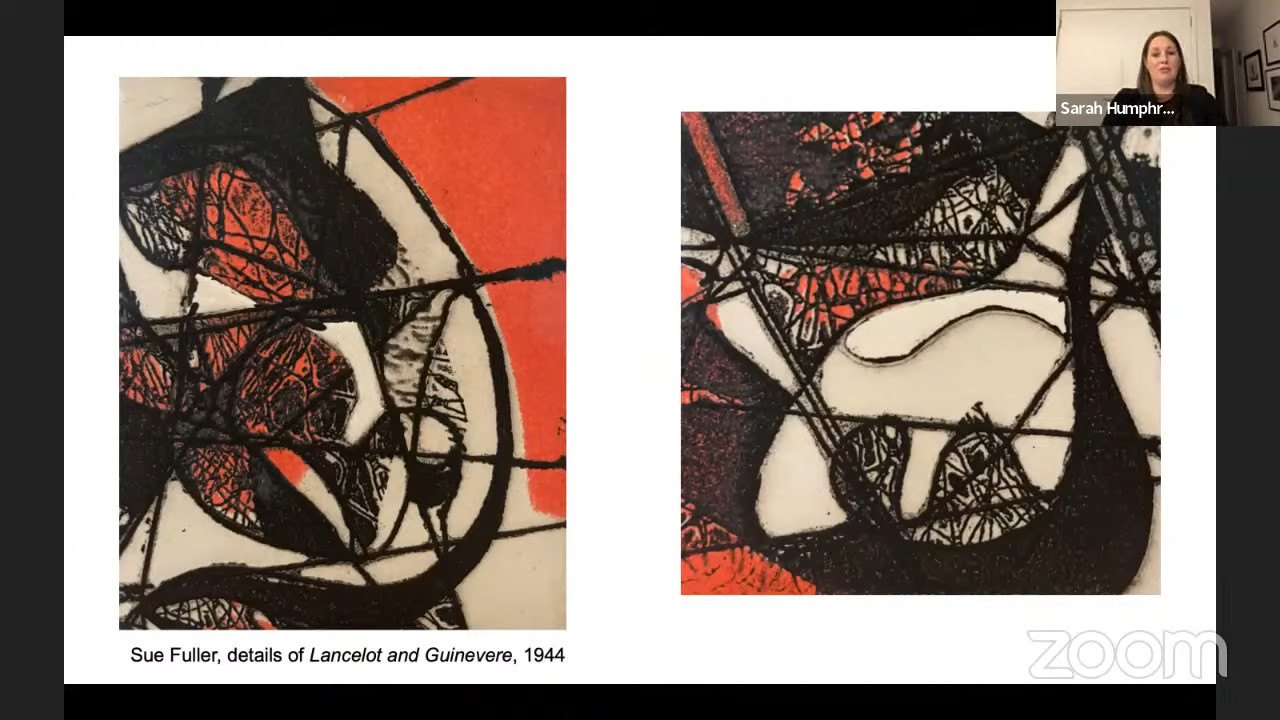 Sarah Humphr...
Sue Fuller, details of Lancelot and Guinevere, 1944
zoom